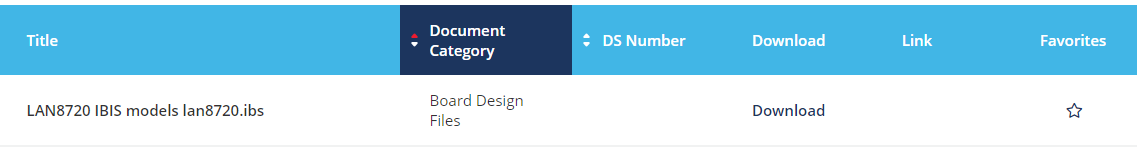 Title
Document
Category
DS Number
Download
Link
Favorites
LAN8720 IBIS models lan8720.ibs
Board Design
Files
Download